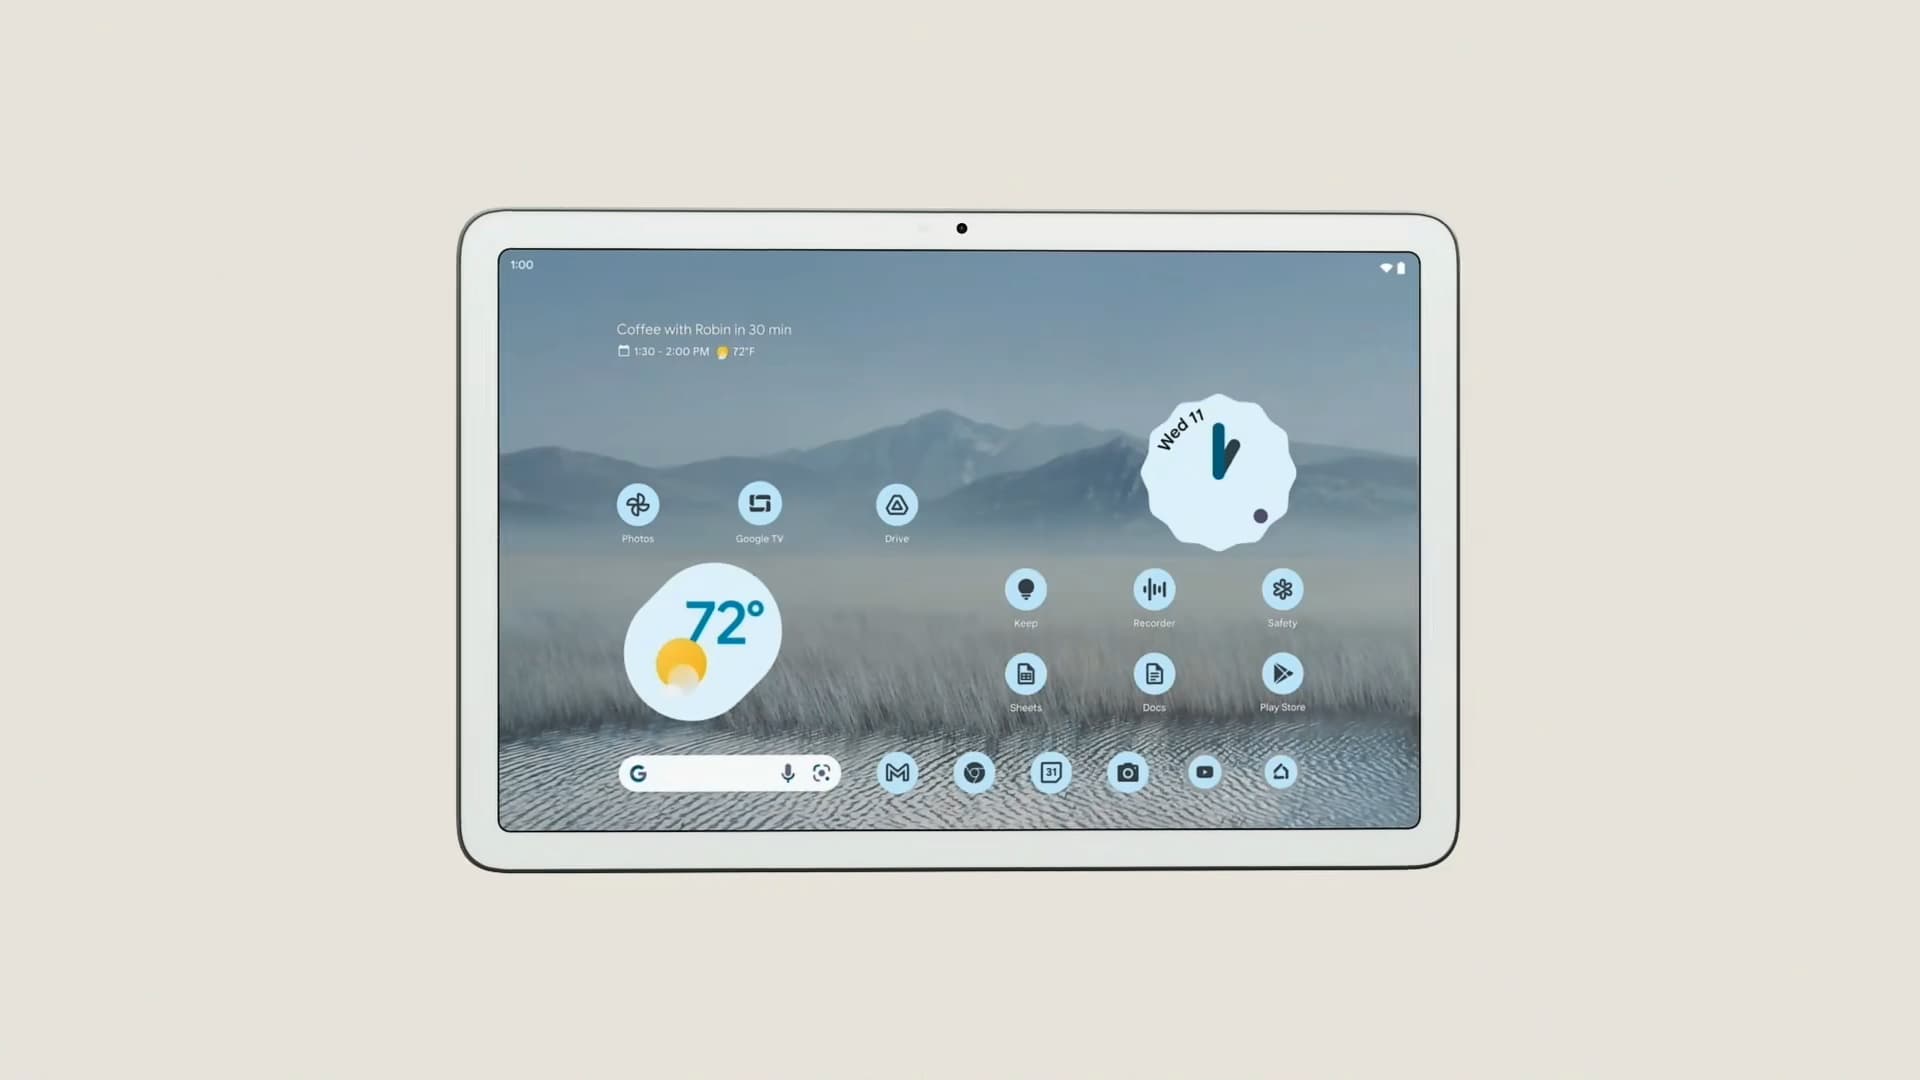 1:00
Coffee with Robin in 30 min
1:30 - 2:00 PM 72°F
Wed 11
Photos
Google TV
Drive
72°
Keep
Recorder
Safety
Sheets
Docs
Play Store
G
31